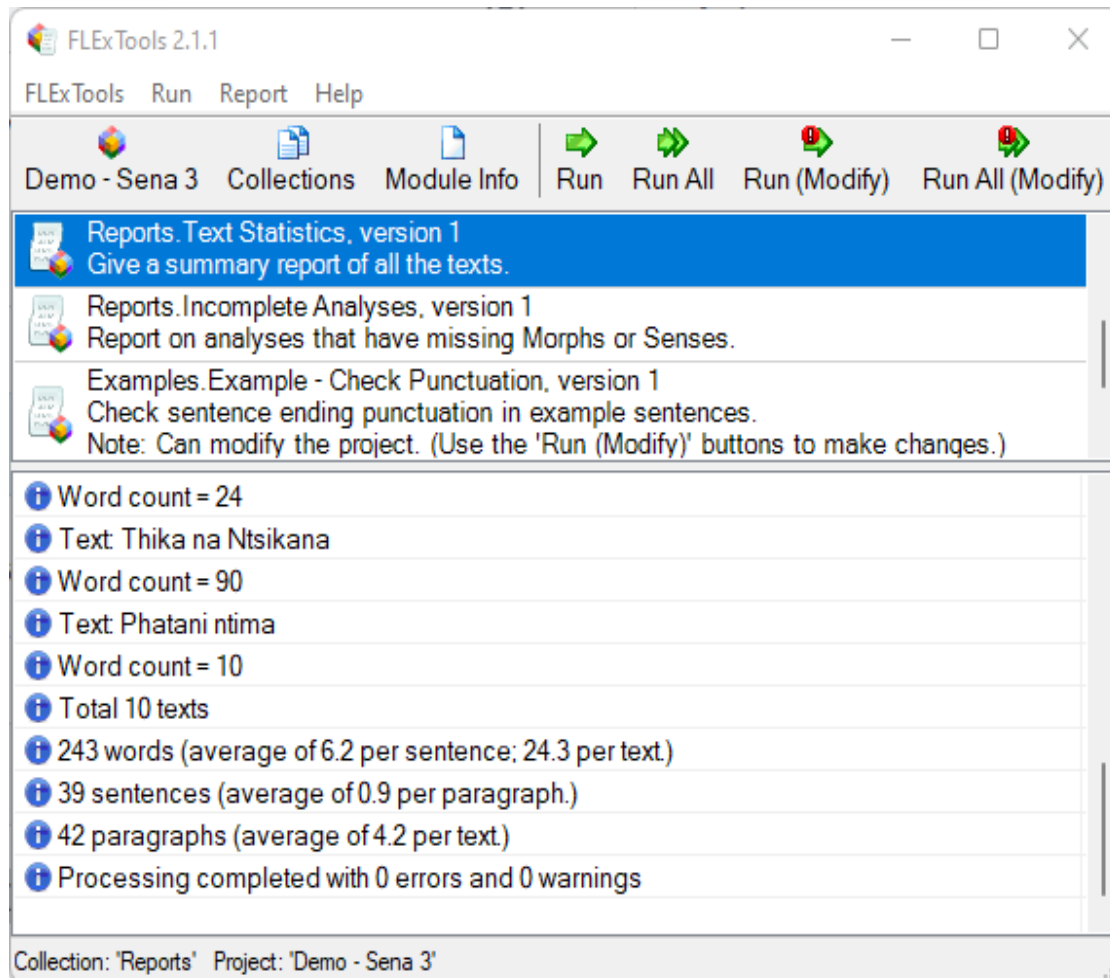 FLExTools 2.1.1
FLExTools Run Report Help
Demo - Sena 3 Collections Module Info Run Run All Run (Modify) Run All (Modify)
Reports.Text Statistics, version 1
Give a summary report of all the texts.
Reports.Incomplete Analyses, version 1
Report on analyses that have missing Morphs or Senses.
Examples.Example - Check Punctuation, version 1
Check sentence ending punctuation in example sentences.
Note: Can modify the project. (Use the 'Run (Modify)' buttons to make changes.)
Word count = 24
Text: Thika na Ntsikana
Word count = 90
Text: Phatani ntima
Word count = 10
Total 10 texts
243 words (average of 6.2 per sentence; 24.3 per text.)
39 sentences (average of 0.9 per paragraph.)
42 paragraphs (average of 4.2 per text.)
Processing completed with 0 errors and 0 warnings
Collection: 'Reports' Project: 'Demo - Sena 3'